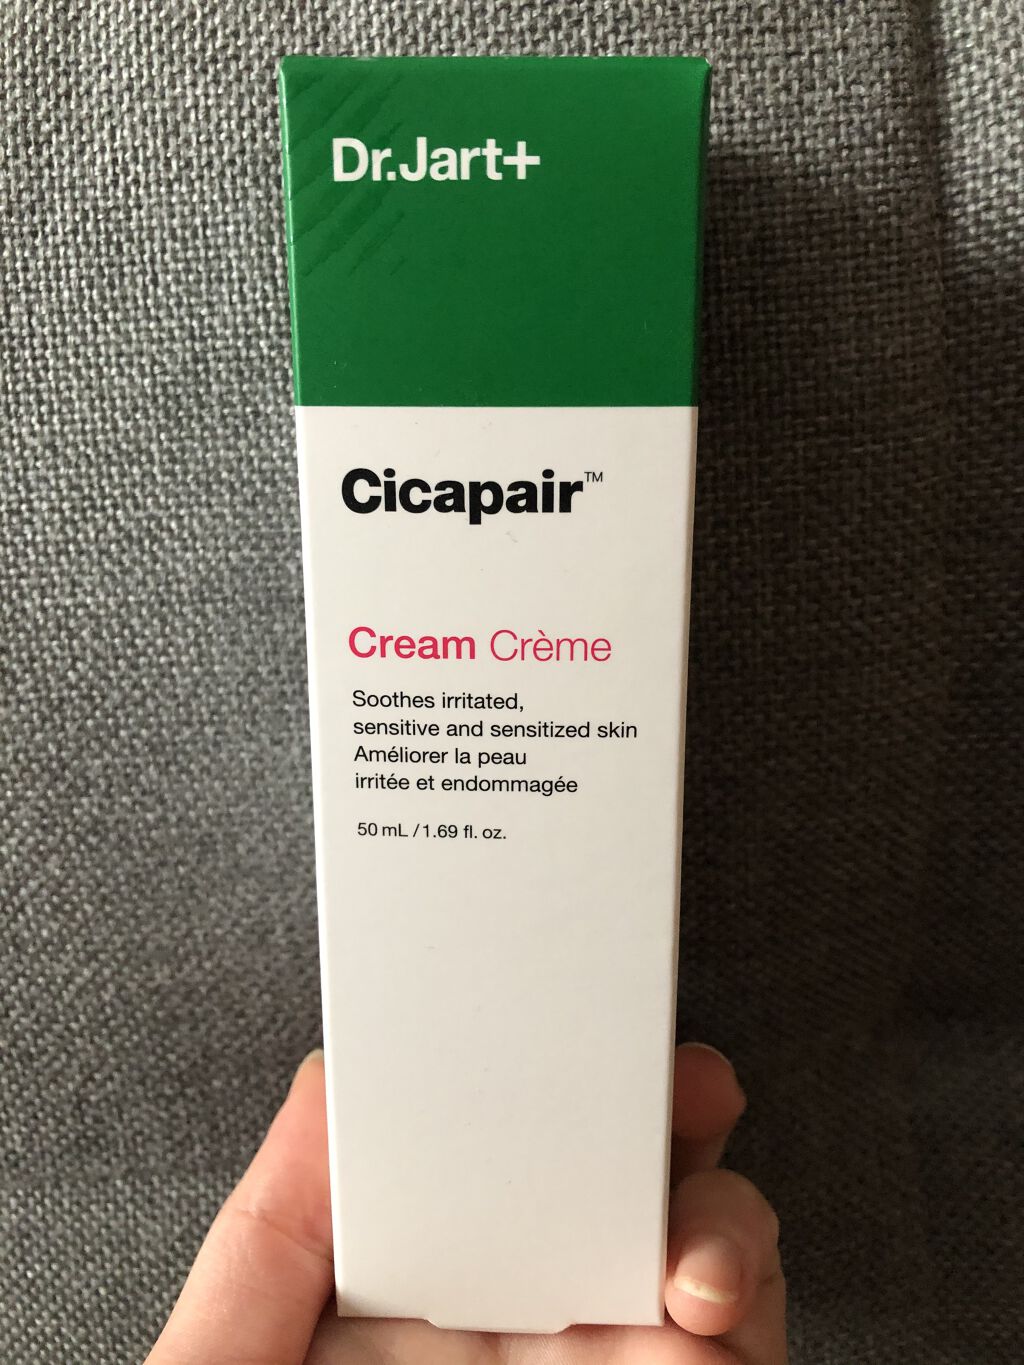 Dr.Jart+
Cicapair™
Cream Crème
Soothes irritated,
sensitive and sensitized skin
Améliorer la peau
irritée et endommagée
50 mL / 1.69 fl. oz.